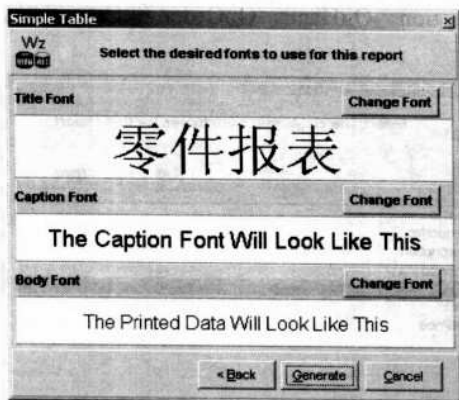 Simple Table
Wz
Select the desired fonts to use for this report
Title Font
Change Font
零件报表
Caption Font
Change Font
The Caption Font Will Look Like This
Body Font
Change Font
The Printed Data Will Look Like This
< Back
Generate
Cancel